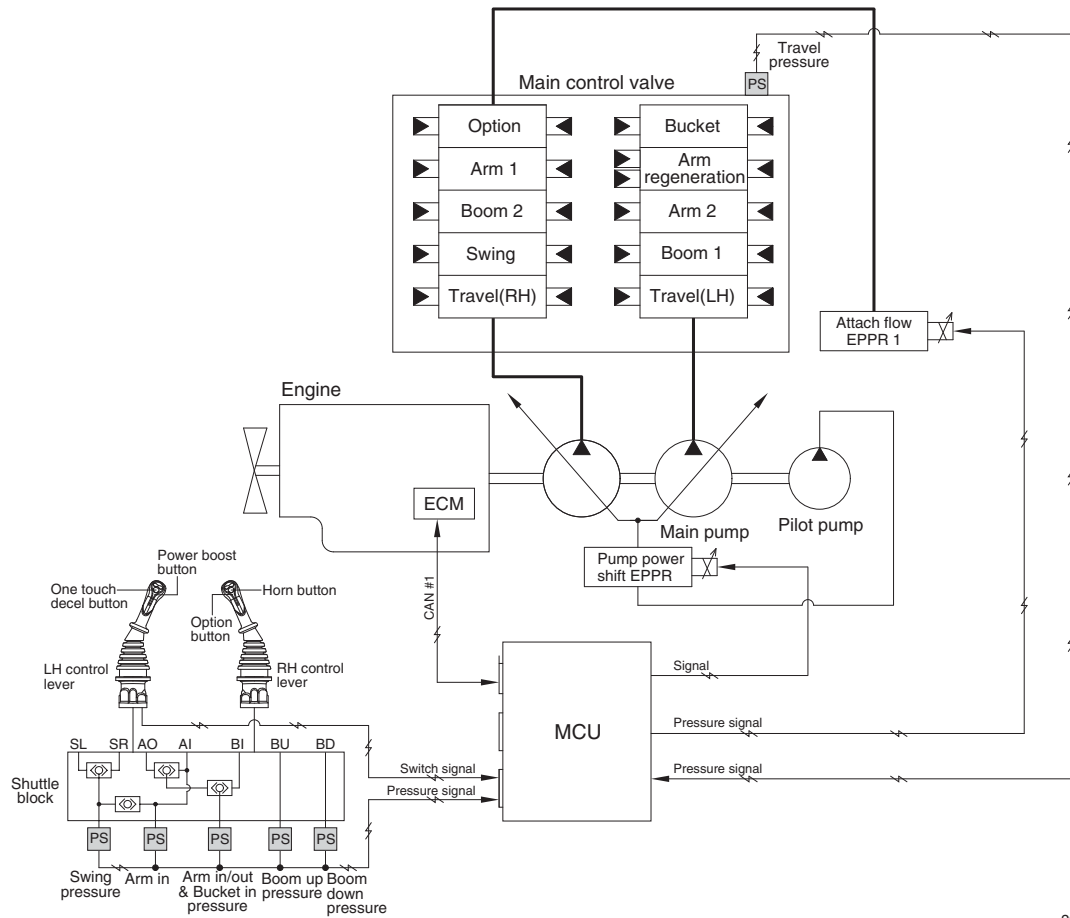 Travel
pressure
Main control valve
PS
Option
Bucket
Arm 1
Arm
regeneration
Boom 2
Arm 2
Swing
Boom 1
Travel(RH)
Travel(LH)
Attach flow
EPPR 1
Engine
ECM
Main pump
Pilot pump
Pump power
shift EPPR
CAN #1
Power boost
button
One touch
decel button
Horn button
Option
button
LH control
lever
RH control
lever
MCU
Signal
Pressure signal
Switch signal
Pressure signal
Pressure signal
SL SR AO AI BI BU BD
Shuttle
block
PS PS PS PS PS
Swing
pressure
Arm in
Arm in/out
& Bucket in
pressure
Boom up
pressure
Boom
down
pressure